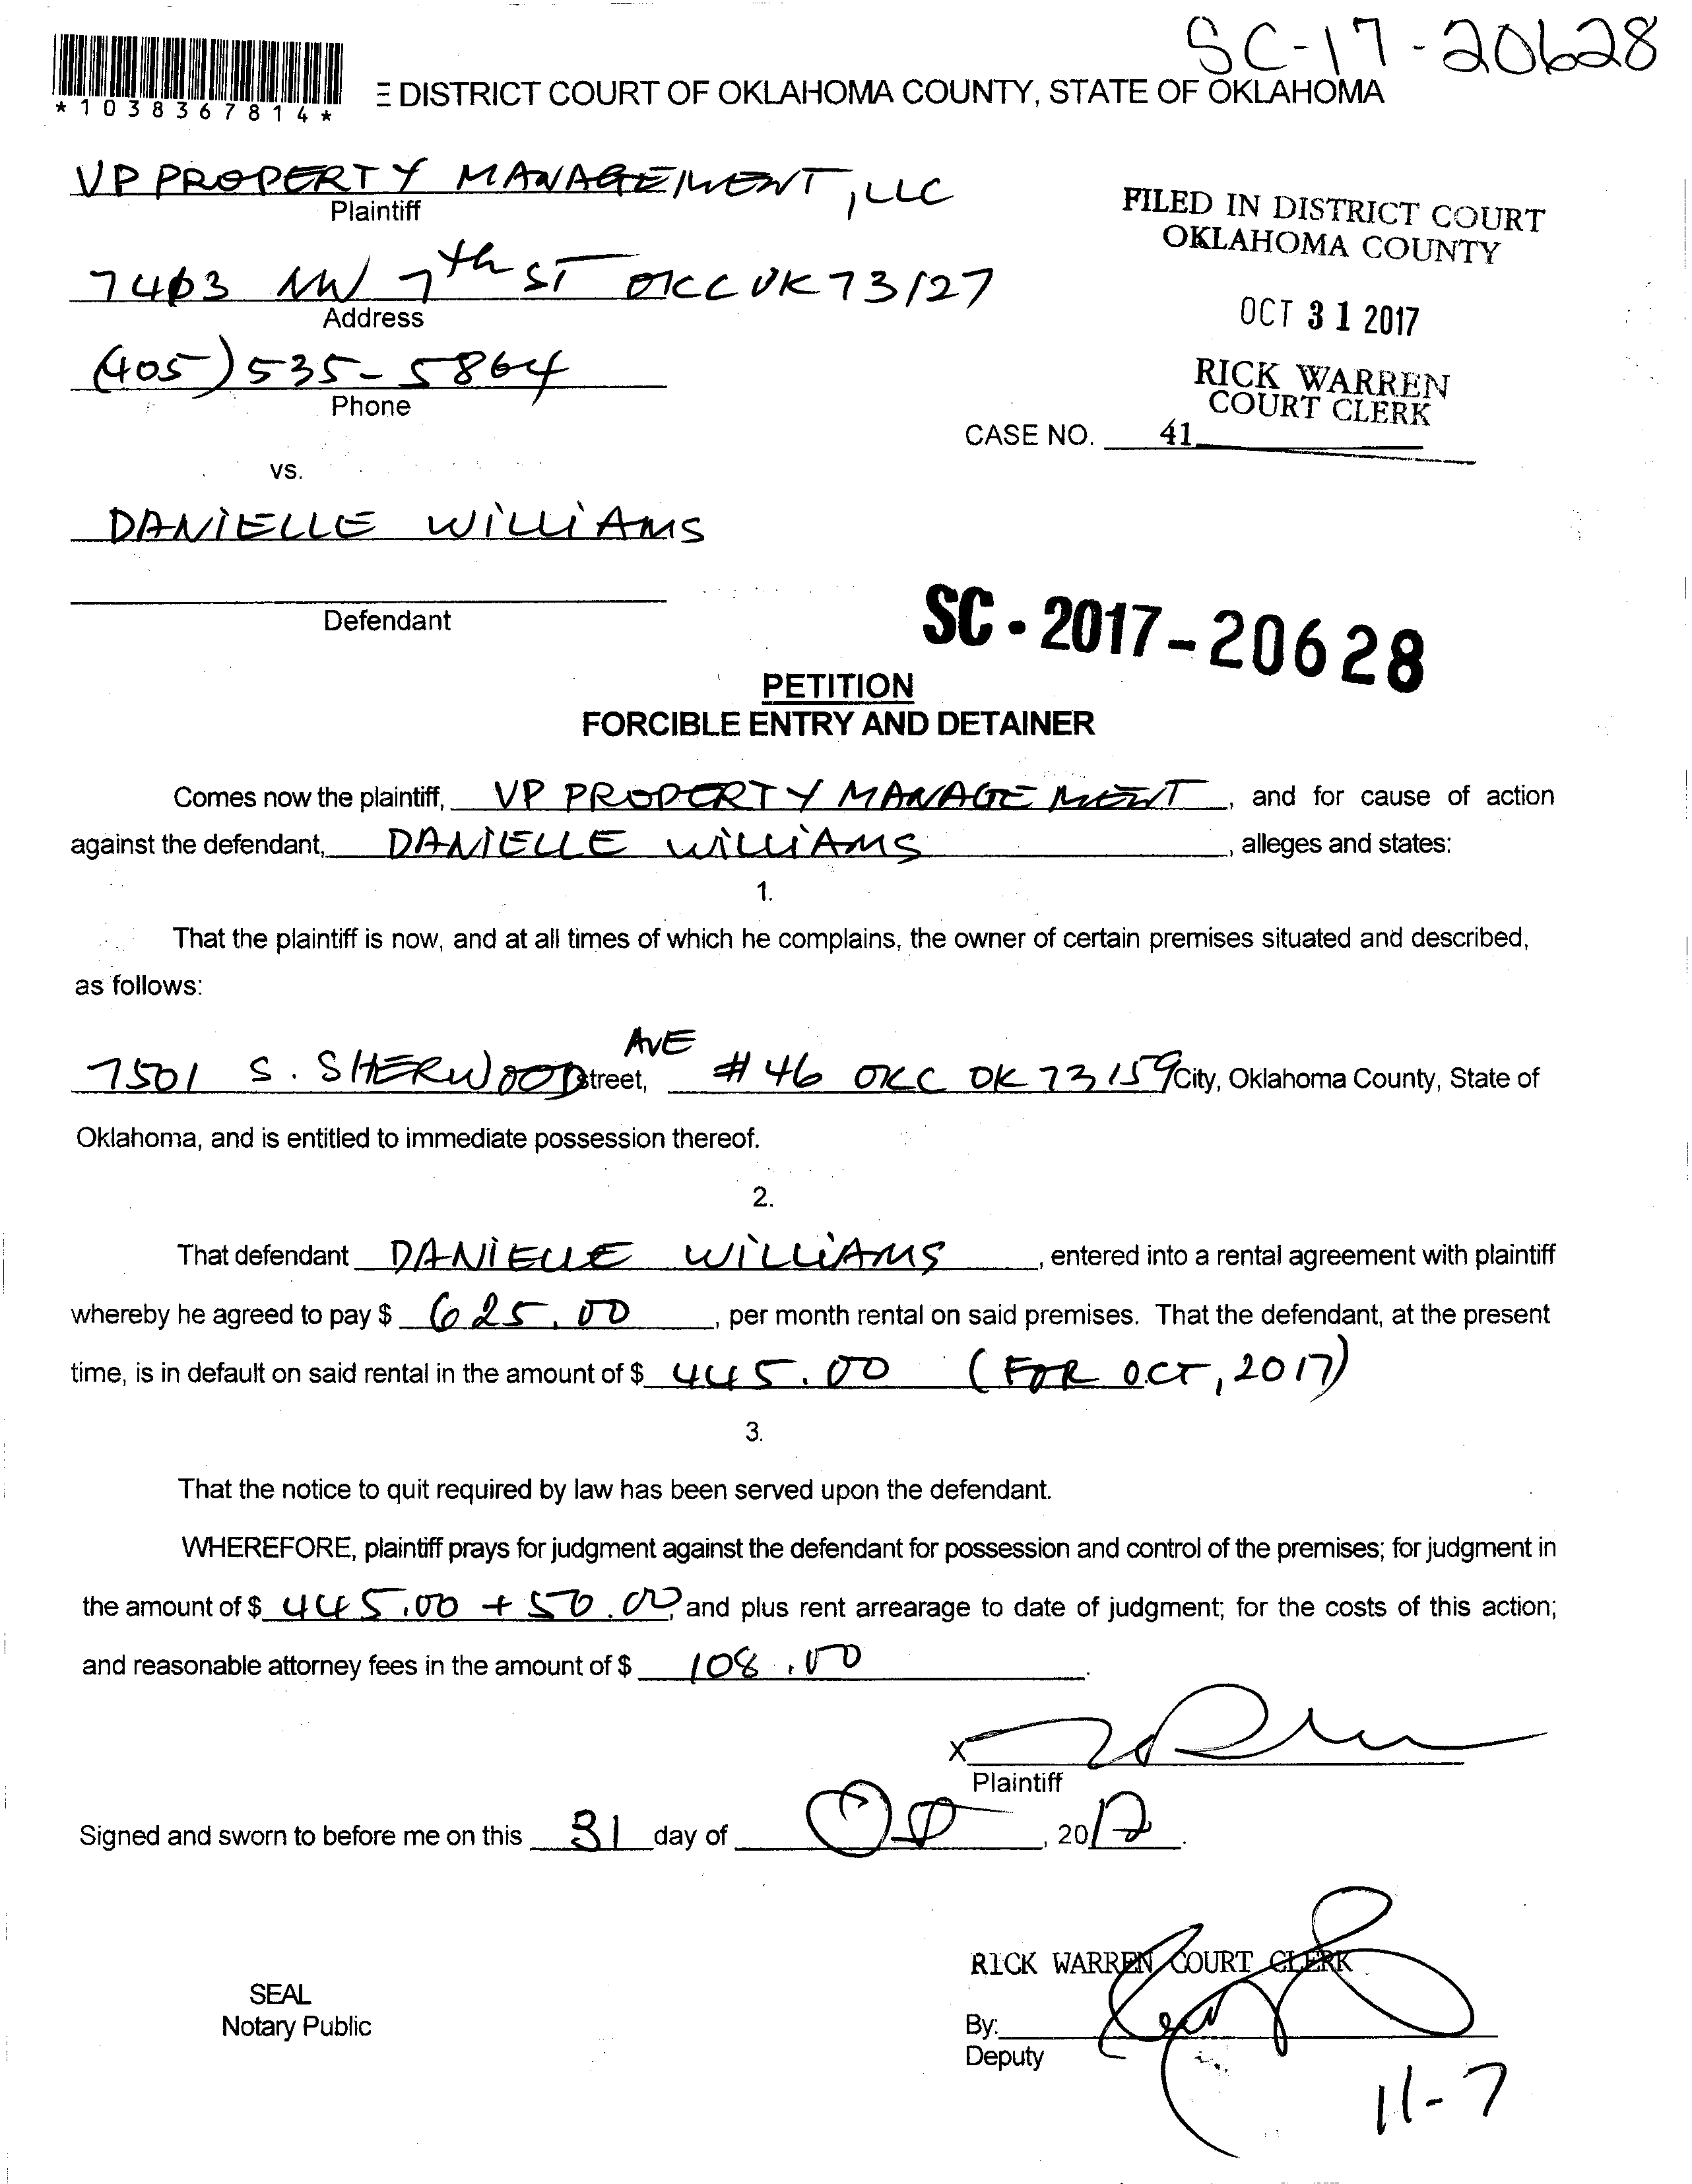 SC-17-20628
*1038367814*
E DISTRICT COURT OF OKLAHOMA COUNTY, STATE OF OKLAHOMA
VP PROPERTY MANAGEMENT, LLC
Plaintiff
FILED IN DISTRICT COURT
OKLAHOMA COUNTY
7403 NW 7th ST OKC OK 73127
Address
OCT 31 2017
(405) 535-5864
Phone
RICK WARREN
COURT CLERK
CASE NO. 41
vs.
DANIELLE WILLIAMS
Defendant
SC-2017-20628
PETITION
FORCIBLE ENTRY AND DETAINER
Comes now the plaintiff, VP PROPERTY MANAGEMENT, and for cause of action
against the defendant, DANIELLE WILLIAMS, alleges and states:
1.
That the plaintiff is now, and at all times of which he complains, the owner of certain premises situated and described,
as follows:
7501 S. SHERWOOD AVE street, #46 OKC OK 73159 City, Oklahoma County, State of
Oklahoma, and is entitled to immediate possession thereof.
2.
That defendant DANIELLE WILLIAMS, entered into a rental agreement with plaintiff
whereby he agreed to pay $ 625.00, per month rental on said premises. That the defendant, at the present
time, is in default on said rental in the amount of $ 445.00 (FOR OCT, 2017)
3.
That the notice to quit required by law has been served upon the defendant.
WHEREFORE, plaintiff prays for judgment against the defendant for possession and control of the premises; for judgment in
the amount of $ 445.00 + 50.00, and plus rent arrearage to date of judgment; for the costs of this action;
and reasonable attorney fees in the amount of $ 108.00.
X
Plaintiff
Signed and sworn to before me on this 31 day of Oct, 2017.
RICK WARREN COURT CLERK
SEAL
Notary Public
By:
Deputy
11-7